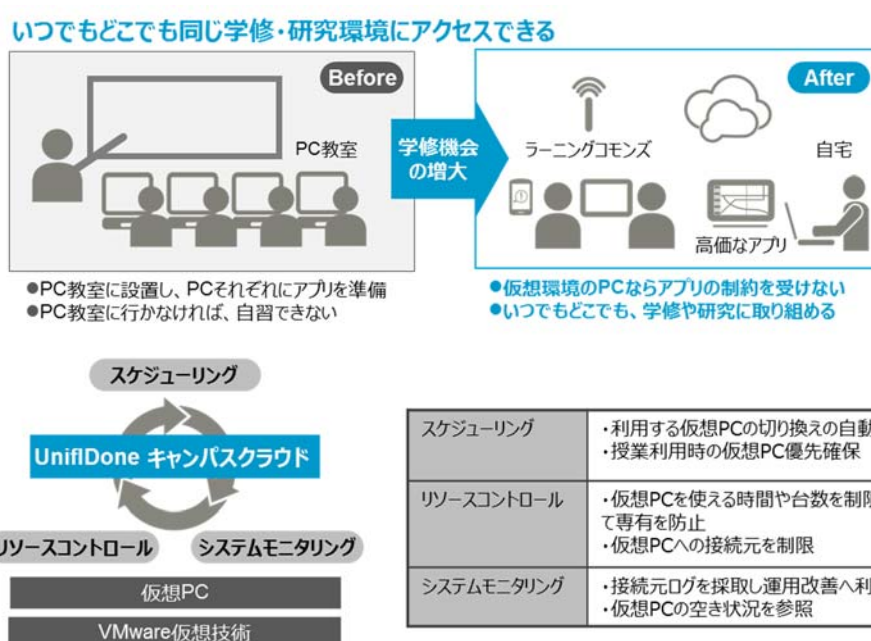 いつでもどこでも同じ学修・研究環境にアクセスできる
Before
PC教室
学修機会
の増大
After
ラーニングコモンズ
自宅
高価なアプリ
●PC教室に設置し、PCそれぞれにアプリを準備
●PC教室に行かなければ、自習できない
●仮想環境のPCならアプリの制約を受けない
●いつでもどこでも、学修や研究に取り組める
スケジューリング
UnifIDone キャンパスクラウド
リソースコントロール
システムモニタリング
仮想PC
VMware仮想技術
スケジューリング
・利用する仮想PCの切り換えの自動
・授業利用時の仮想PC優先確保
リソースコントロール
・仮想PCを使える時間や台数を制限
て専有を防止
・仮想PCへの接続元を制限
システムモニタリング
・接続元ログを採取し運用改善へ利
・仮想PCの空き状況を参照